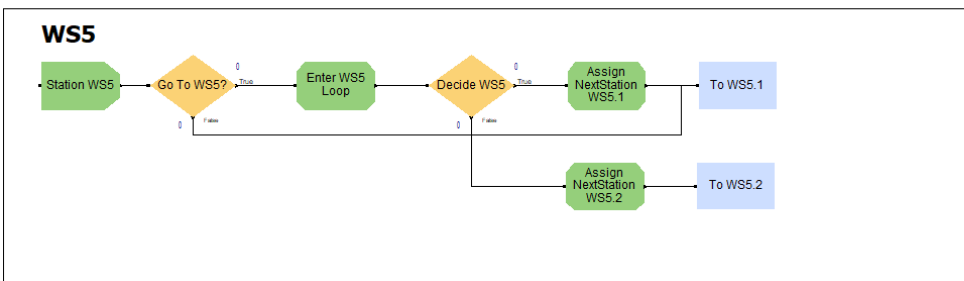 WS5
Station WS5
Go To WS5?
0
True
0
False
Enter WS5
Loop
Decide WS5
0
True
0
False
Assign
NextStation
WS5.1
To WS5.1
Assign
NextStation
WS5.2
To WS5.2